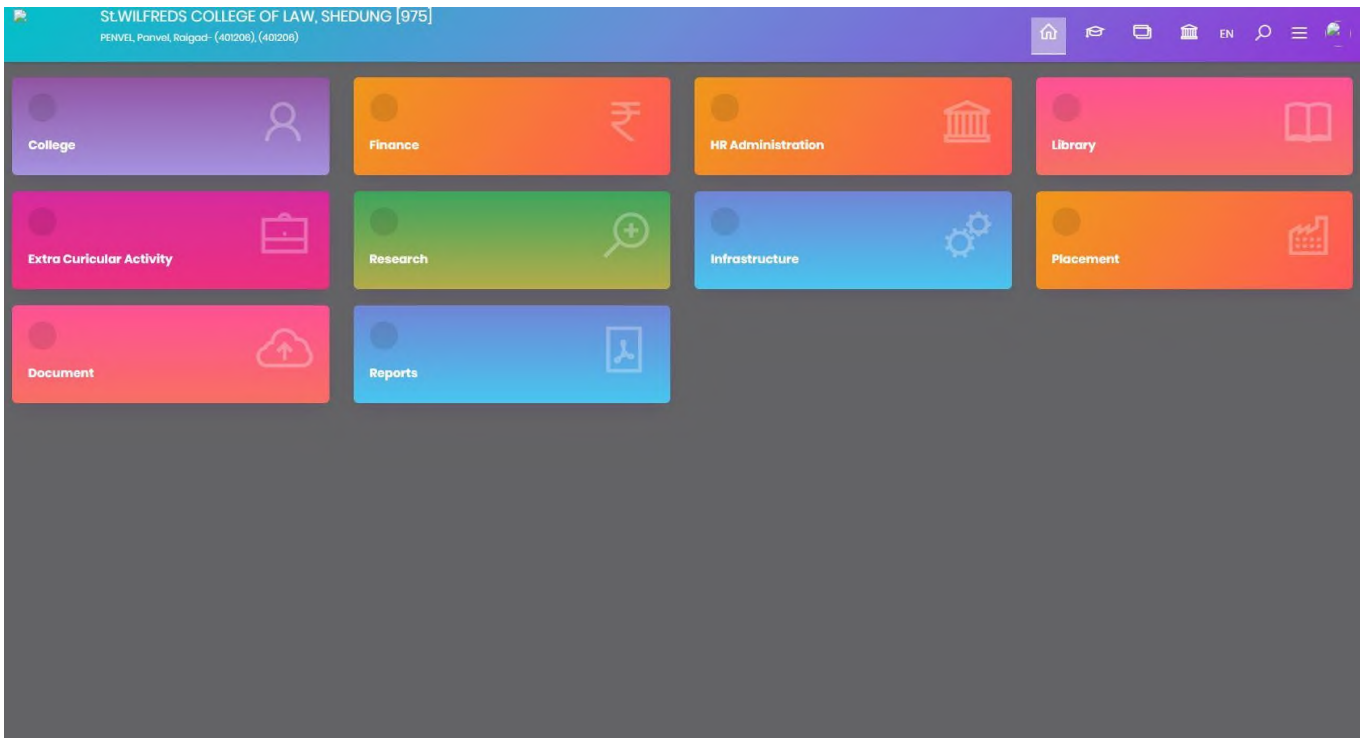 St.WILFREDS COLLEGE OF LAW, SHEDUNG [975]
PENVEL, Panvel, Raigad- (401206), (401206)
EN
College
Finance
HR Administration
Library
Extra Curicular Activity
Research
Infrastructure
Placement
Document
Reports